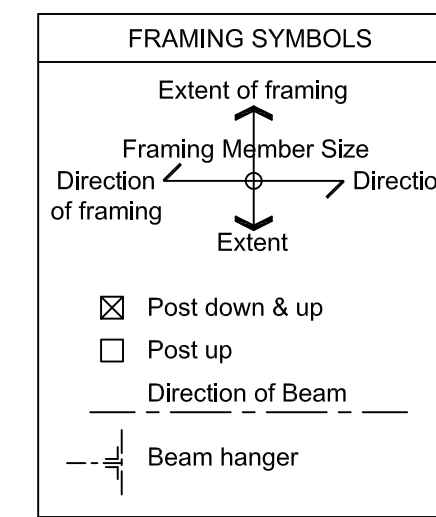 FRAMING SYMBOLS
Extent of framing
Framing Member Size
Direction
of framing
Directio
Extent
Post down & up
Post up
Direction of Beam
Beam hanger